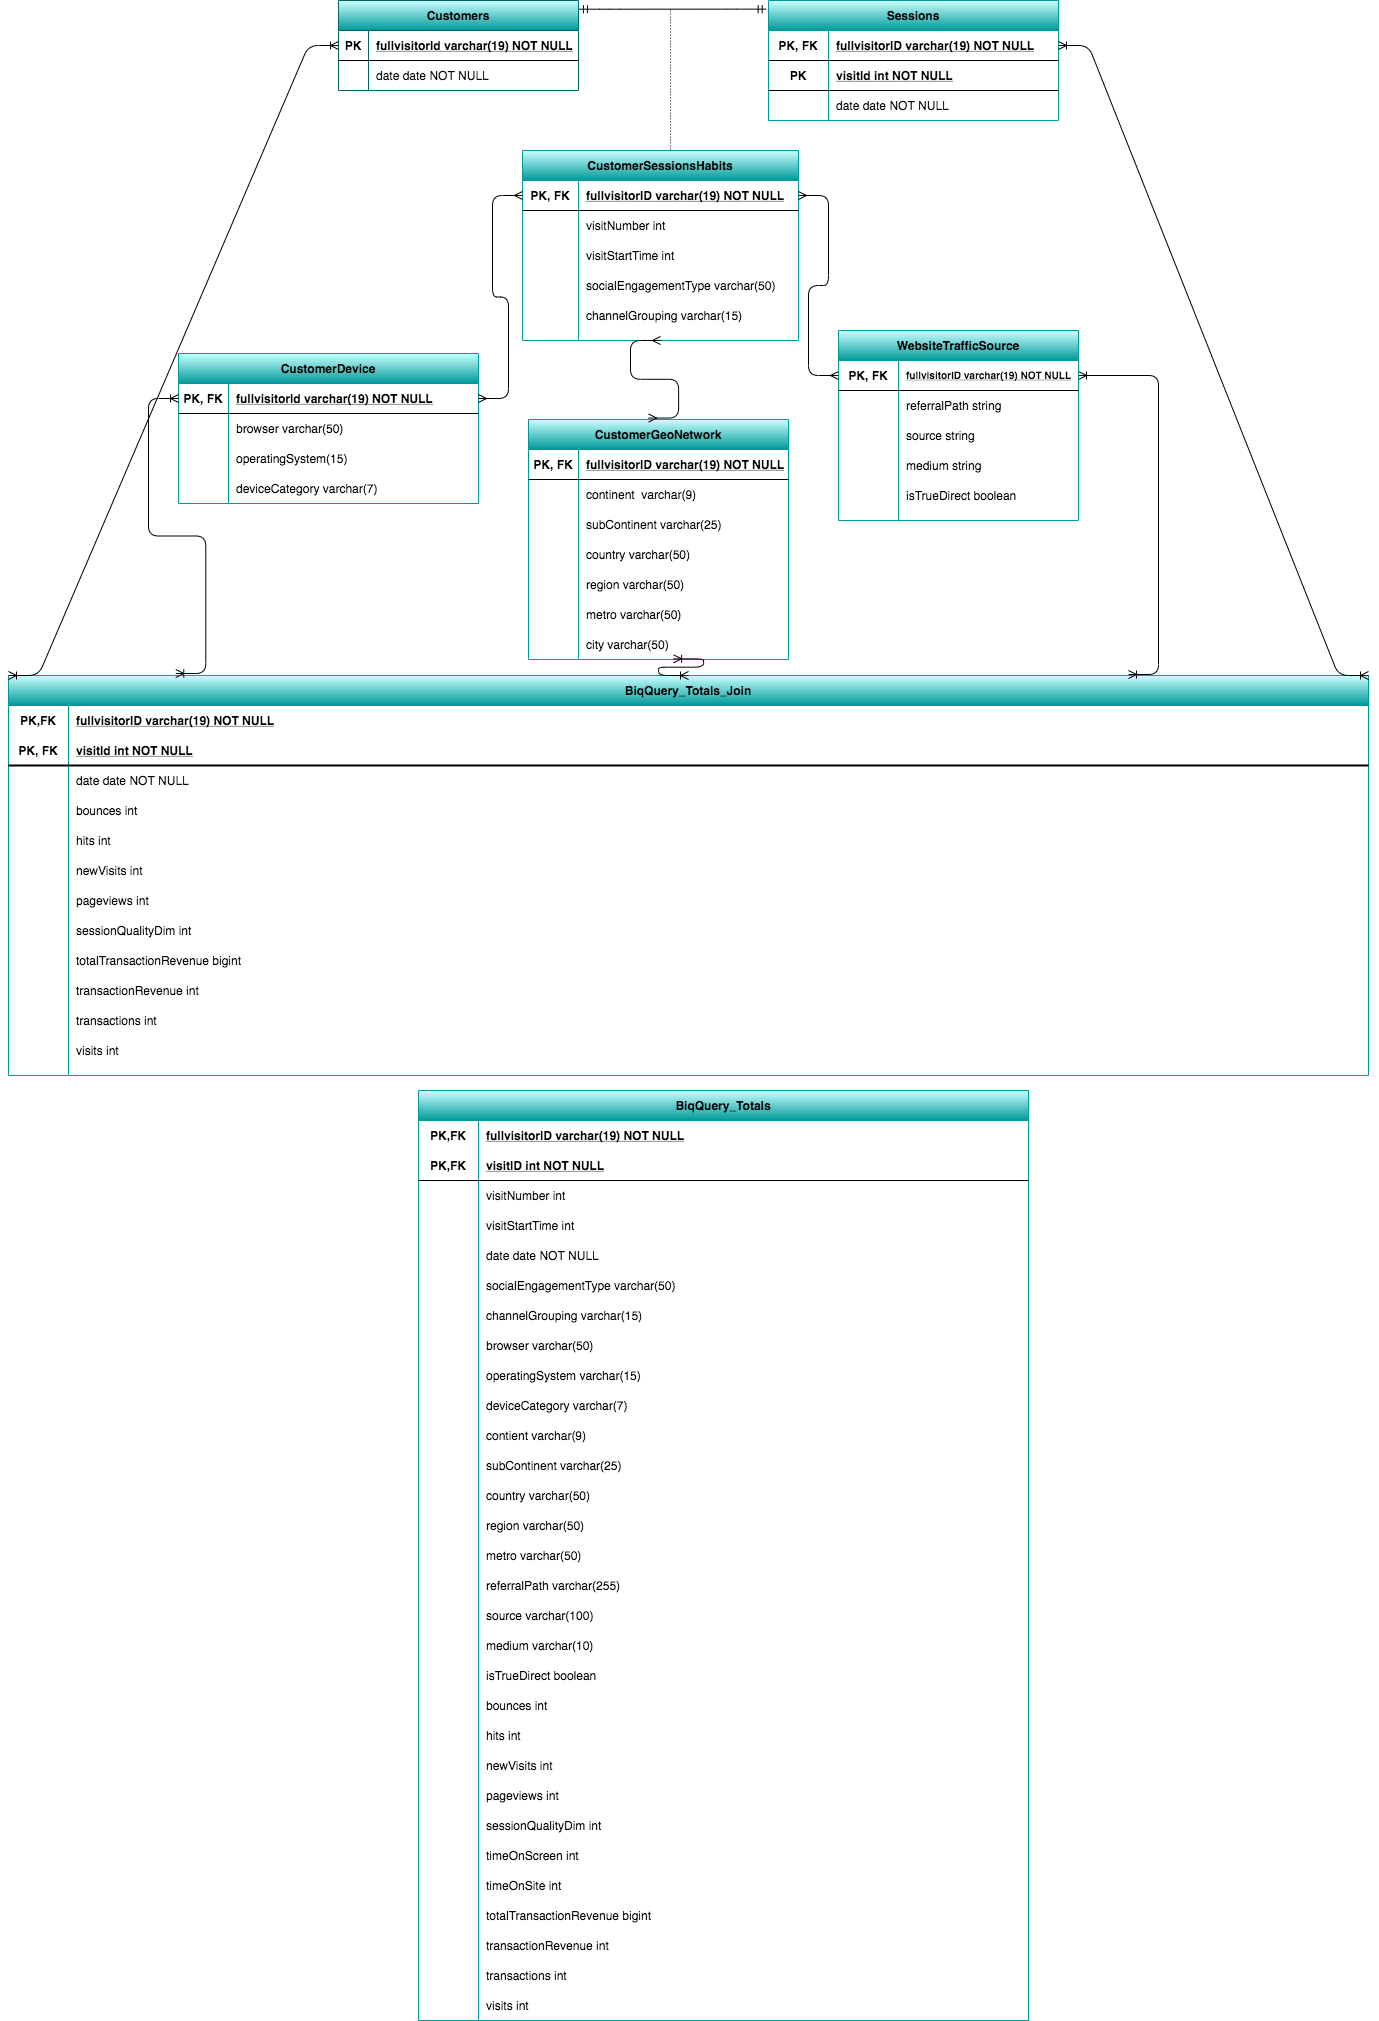 Customers
PK fullvisitorId varchar(19) NOT NULL
date date NOT NULL
Sessions
PK, FK fullvisitorID varchar(19) NOT NULL
PK visitId int NOT NULL
date date NOT NULL
CustomerSessionsHabits
PK, FK fullvisitorID varchar(19) NOT NULL
visitNumber int
visitStartTime int
socialEngagementType varchar(50)
channelGrouping varchar(15)
CustomerDevice
PK, FK fullvisitorId varchar(19) NOT NULL
browser varchar(50)
operatingSystem(15)
deviceCategory varchar(7)
WebsiteTrafficSource
PK, FK fullvisitorID varchar(19) NOT NULL
referralPath string
source string
medium string
isTrueDirect boolean
CustomerGeoNetwork
PK, FK fullvisitorID varchar(19) NOT NULL
continent varchar(9)
subContinent varchar(25)
country varchar(50)
region varchar(50)
metro varchar(50)
city varchar(50)
BiqQuery_Totals_Join
PK,FK fullvisitorID varchar(19) NOT NULL
PK, FK visitId int NOT NULL
date date NOT NULL
bounces int
hits int
newVisits int
pageviews int
sessionQualityDim int
totalTransactionRevenue bigint
transactionRevenue int
transactions int
visits int
BiqQuery_Totals
PK,FK fullvisitorID varchar(19) NOT NULL
PK,FK visitID int NOT NULL
visitNumber int
visitStartTime int
date date NOT NULL
socialEngagementType varchar(50)
channelGrouping varchar(15)
browser varchar(50)
operatingSystem varchar(15)
deviceCategory varchar(7)
contient varchar(9)
subContinent varchar(25)
country varchar(50)
region varchar(50)
metro varchar(50)
referralPath varchar(255)
source varchar(100)
medium varchar(10)
isTrueDirect boolean
bounces int
hits int
newVisits int
pageviews int
sessionQualityDim int
timeOnScreen int
timeOnSite int
totalTransactionRevenue bigint
transactionRevenue int
transactions int
visits int